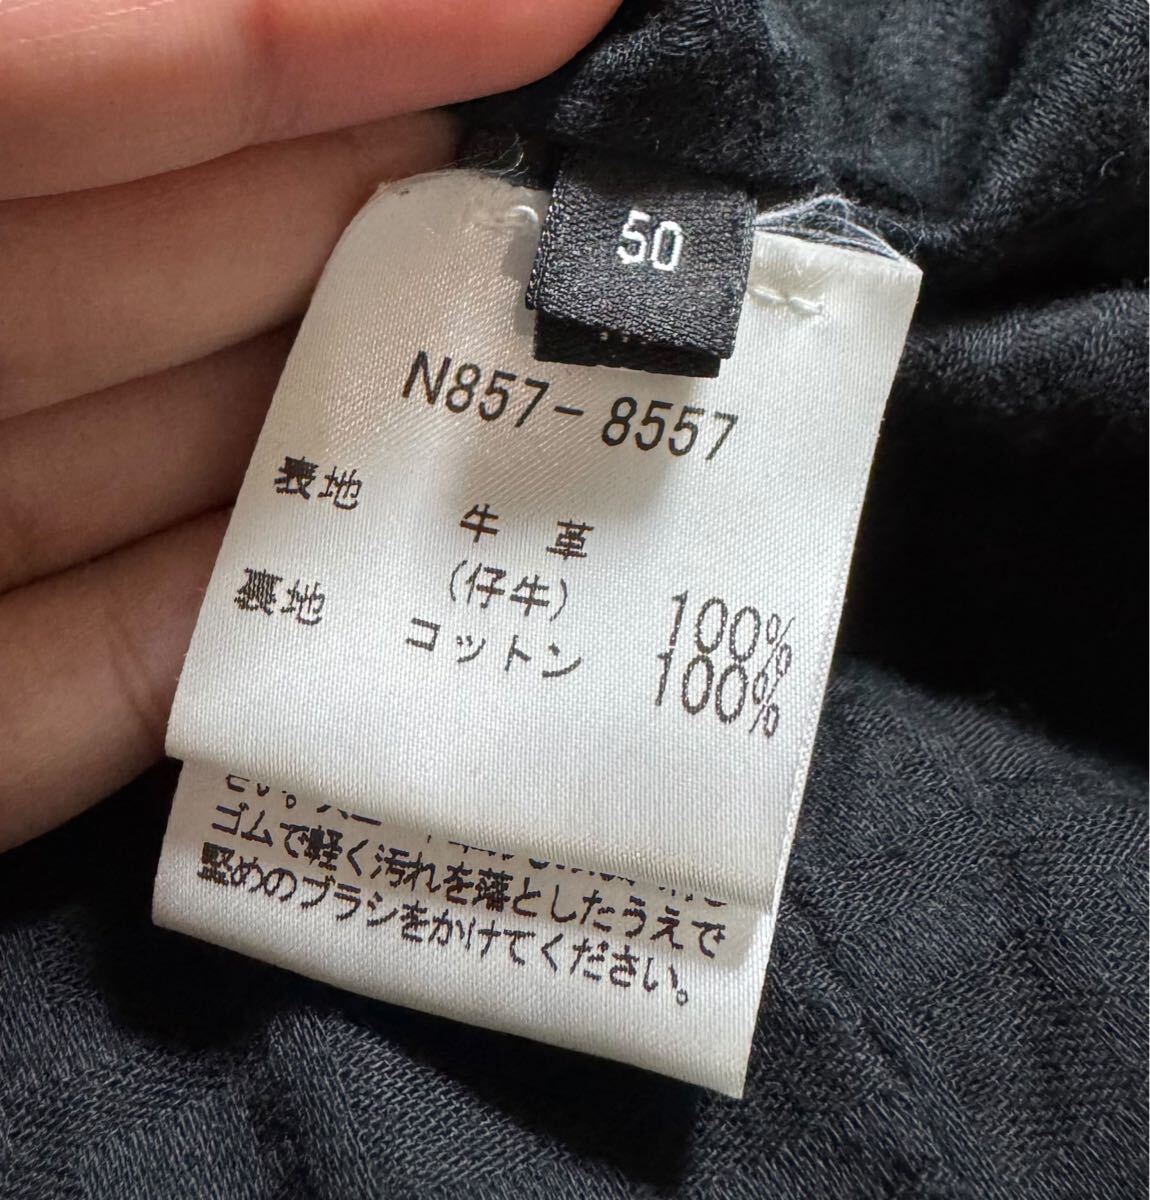 50
N857-8557
表地
牛 革
(仔牛) 100%
裏地 コットン 100%
ゴムで軽く汚れを落としたうえで
堅めのブラシをかけてください。